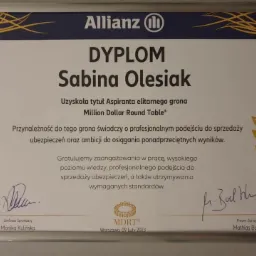 Allianz
DYPLOM
Sabina Olesiak
Uzyskała tytuł Aspiranta elitarnego grona
Million Dollar Round Table®
Przynależność do tego grona świadczy o profesjonalnym podejściu do sprzedaży
ubezpieczeń oraz ambicji do osiągania ponadprzeciętnych wyników.
Gratulujemy zaangażowania w pracę, wysokiego
poziomu wiedzy, profesjonalnego podejścia do
sprzedaży ubezpieczeń, a także utrzymywania
wymaganych standardów.
MDRT
Warszawa